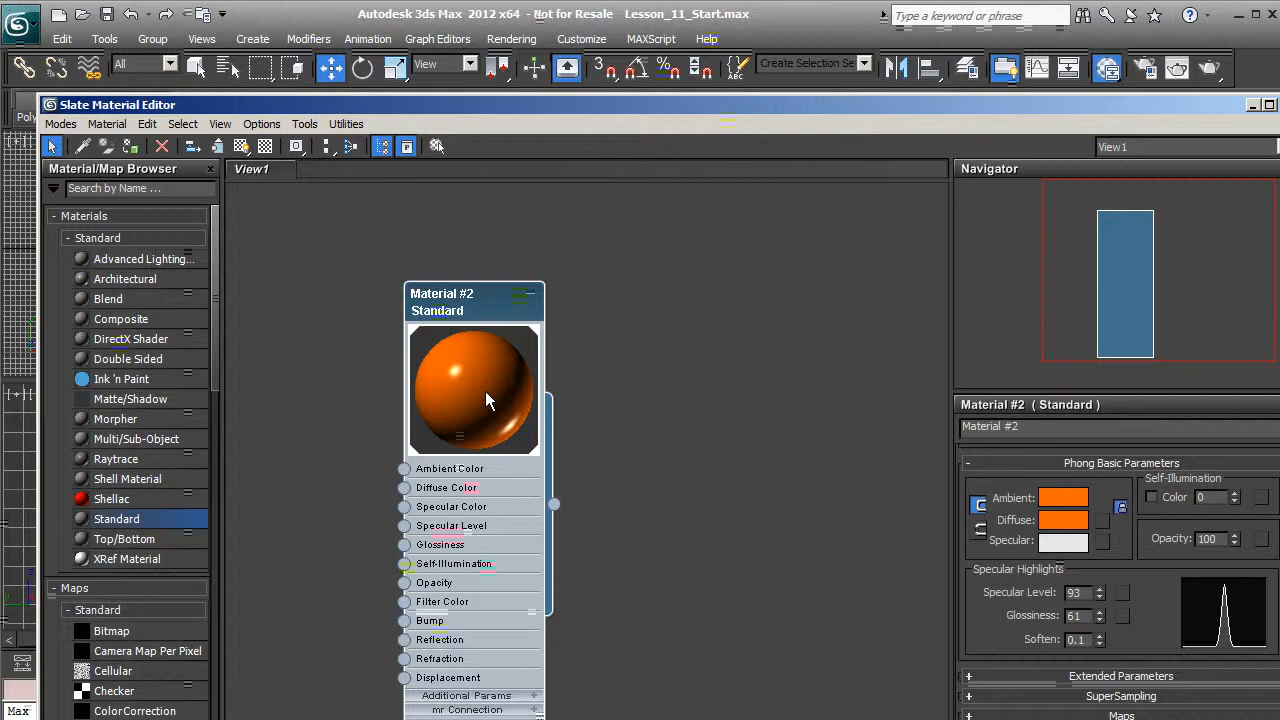 Autodesk 3ds Max 2012 x64 - Not for Resale Lesson_11_Start.max
Type a keyword or phrase
Edit Tools Group Views Create Modifiers Animation Graph Editors Rendering Customize MAXScript Help
All View 3 Create Selection Se
Poly
Slate Material Editor
Modes Material Edit Select View Options Tools Utilities
View1
Material/Map Browser
View1
Navigator
Search by Name ...
- Materials
- Standard
Advanced Lighting...
Architectural
Blend
Composite
DirectX Shader
Double Sided
Ink 'n Paint
Matte/Shadow
Morpher
Multi/Sub-Object
Raytrace
Shell Material
Shellac
Standard
Top/Bottom
XRef Material
- Maps
- Standard
Bitmap
Camera Map Per Pixel
Cellular
Checker
ColorCorrection
Material #2
Standard
Ambient Color
Diffuse Color
Specular Color
Specular Level
Glossiness
Self-Illumination
Opacity
Filter Color
Bump
Reflection
Refraction
Displacement
Additional Params +
mr Connection +
Material #2 ( Standard )
Material #2
- Phong Basic Parameters
Ambient:
Diffuse:
Specular:
Self-Illumination
Color 0
Opacity: 100
Specular Highlights
Specular Level: 93
Glossiness: 61
Soften: 0.1
+ Extended Parameters
+ SuperSampling
+ Maps
Max